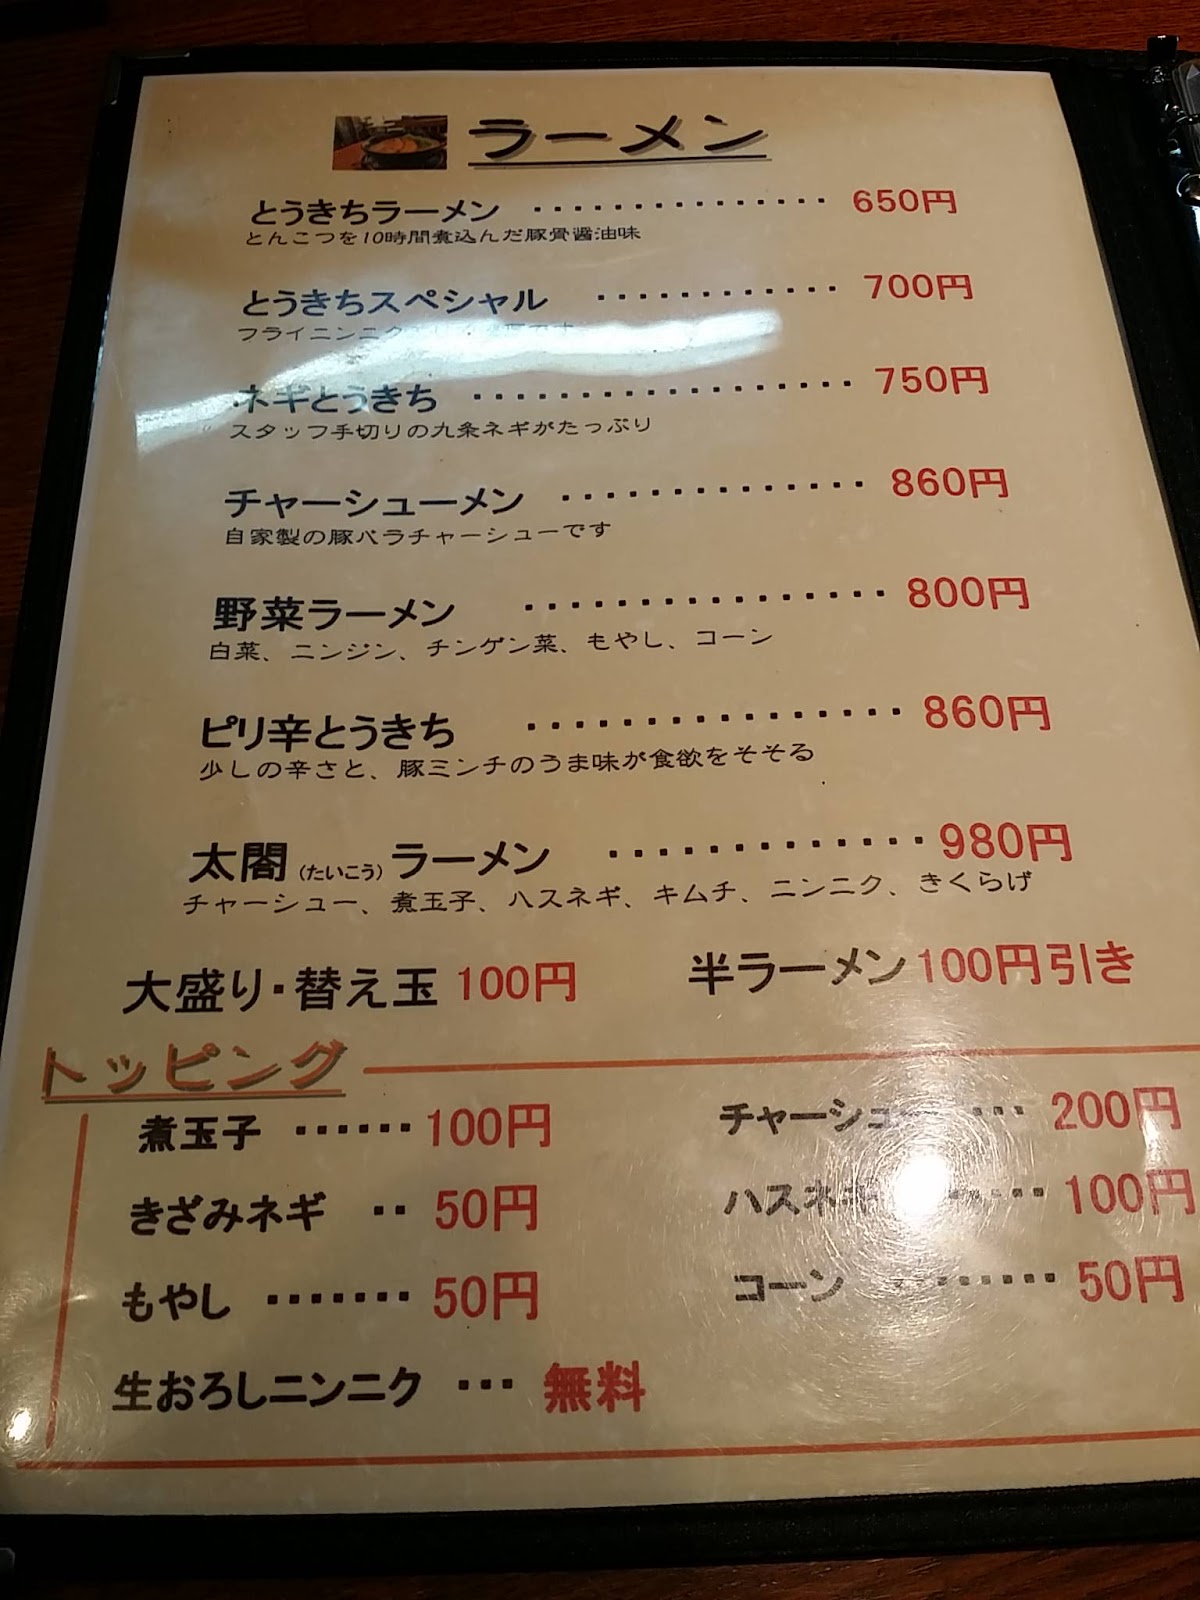 ラーメン
とうきちラーメン ・・・・・・・・・・・・・・・ 650円
とんこつを10時間煮込んだ豚骨醤油味
とうきちスペシャル ・・・・・・・・・・・・ 700円
フライニンニク
ネギとうきち ・・・・・・・・・・・・・・・・・・・ 750円
スタッフ手切りの九条ネギがたっぷり
チャーシューメン ・・・・・・・・・・・・・・ 860円
自家製の豚バラチャーシューです
野菜ラーメン ・・・・・・・・・・・・・・・・ 800円
白菜、ニンジン、チンゲン菜、もやし、コーン
ピリ辛とうきち ・・・・・・・・・・・・・・・・ 860円
少しの辛さと、豚ミンチのうま味が食欲をそそる
太閤(たいこう)ラーメン ・・・・・・・・・・・・・ 980円
チャーシュー、煮玉子、ハスネギ、キムチ、ニンニク、きくらげ
大盛り・替え玉 100円 半ラーメン 100円引き
トッピング
煮玉子 ・・・・・・ 100円 チャーシュー ・・・ 200円
きざみネギ ・・ 50円 ハスネギ ・・・・・ 100円
もやし ・・・・・・・ 50円 コーン ・・・・・・・ 50円
生おろしニンニク ・・・ 無料